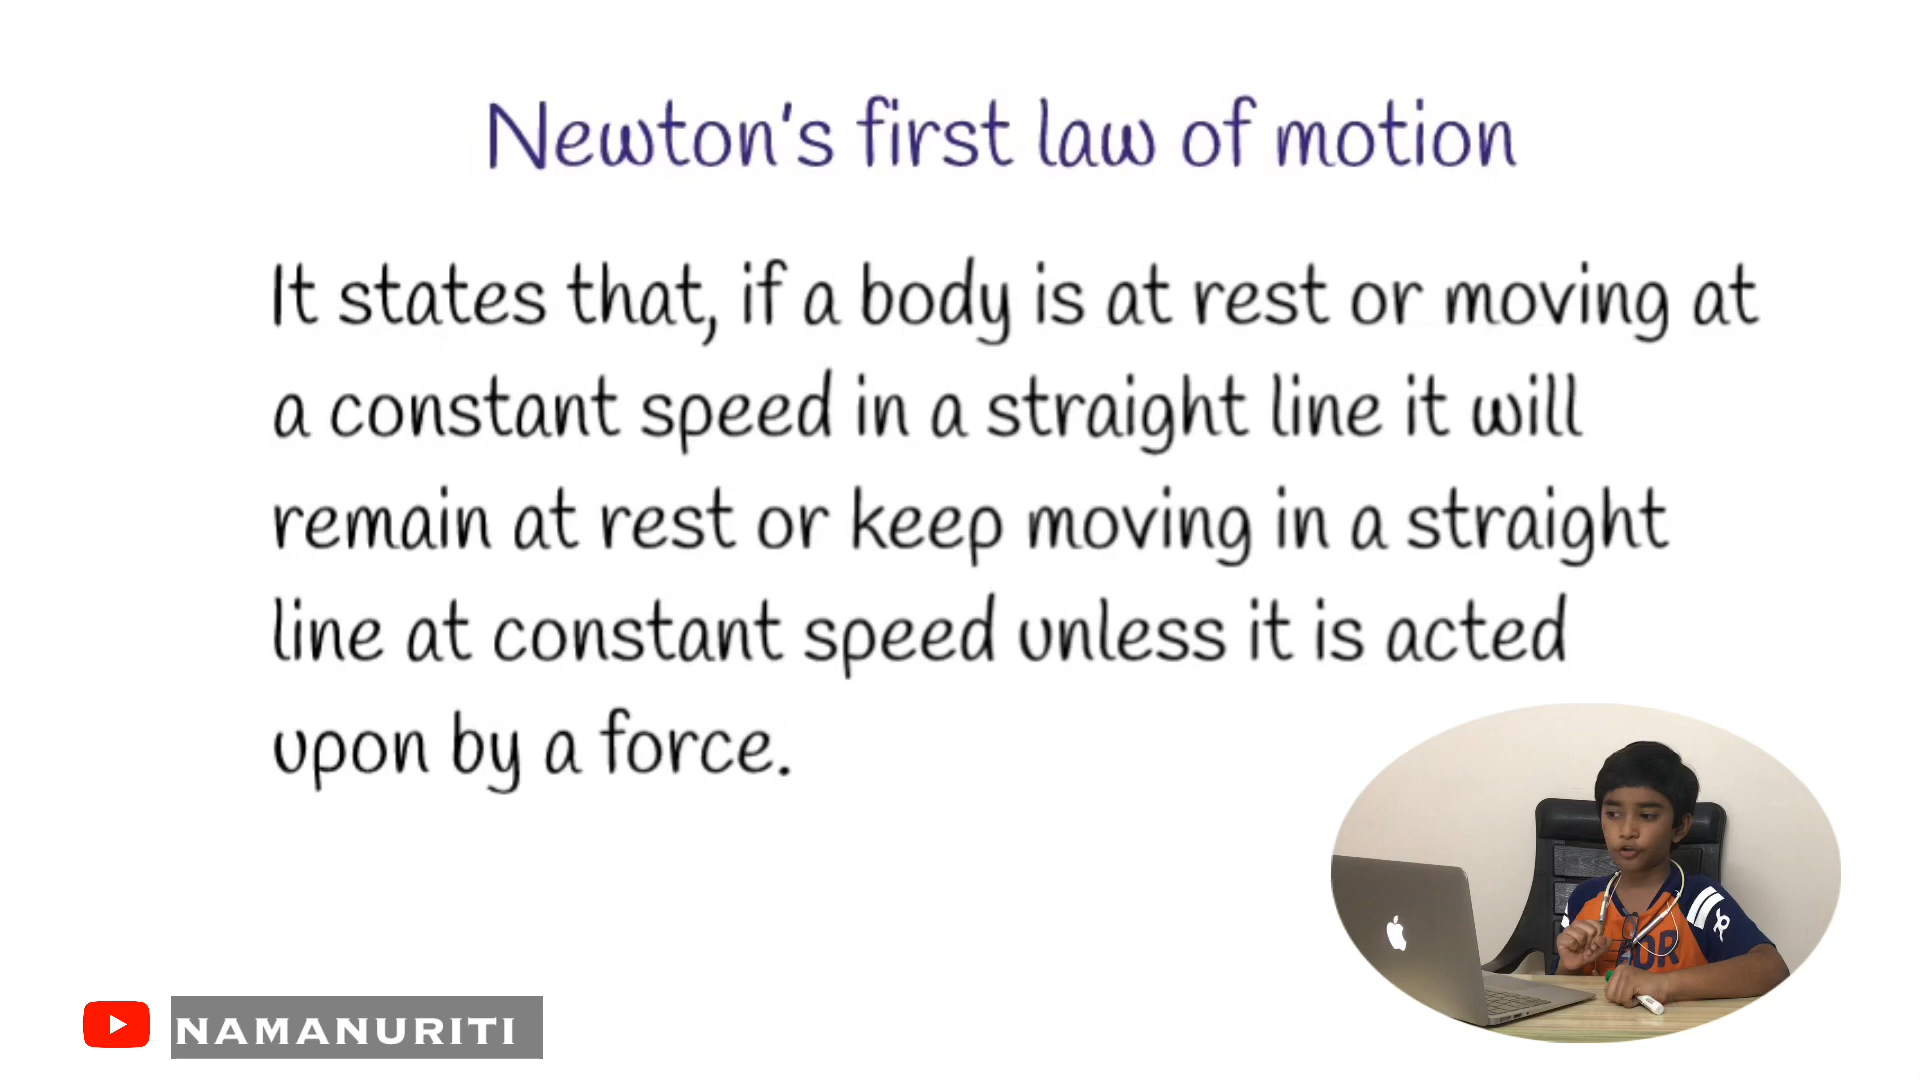 Newton's first law of motion
It states that, if a body is at rest or moving at
a constant speed in a straight line it will
remain at rest or keep moving in a straight
line at constant speed unless it is acted
upon by a force.
NAMANURITI